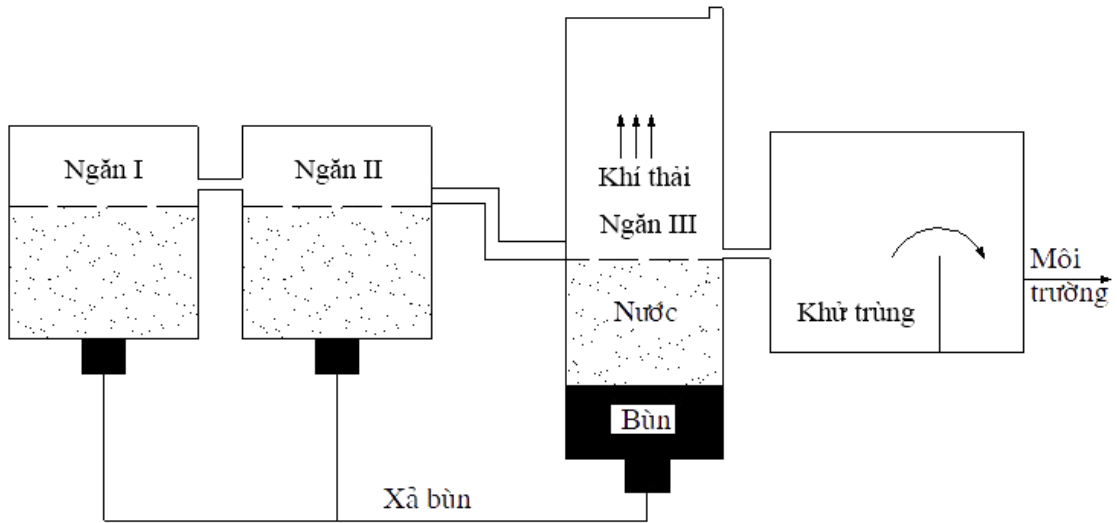 Ngăn I
Ngăn II
Khí thải
Ngăn III
Nước
Bùn
Khử trùng
Môi
trường
Xả bùn